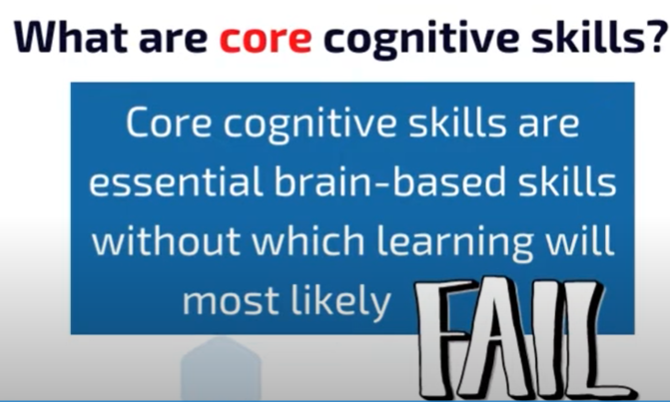 What are core cognitive skills?
Core cognitive skills are
essential brain-based skills
without which learning will
most likely FAIL